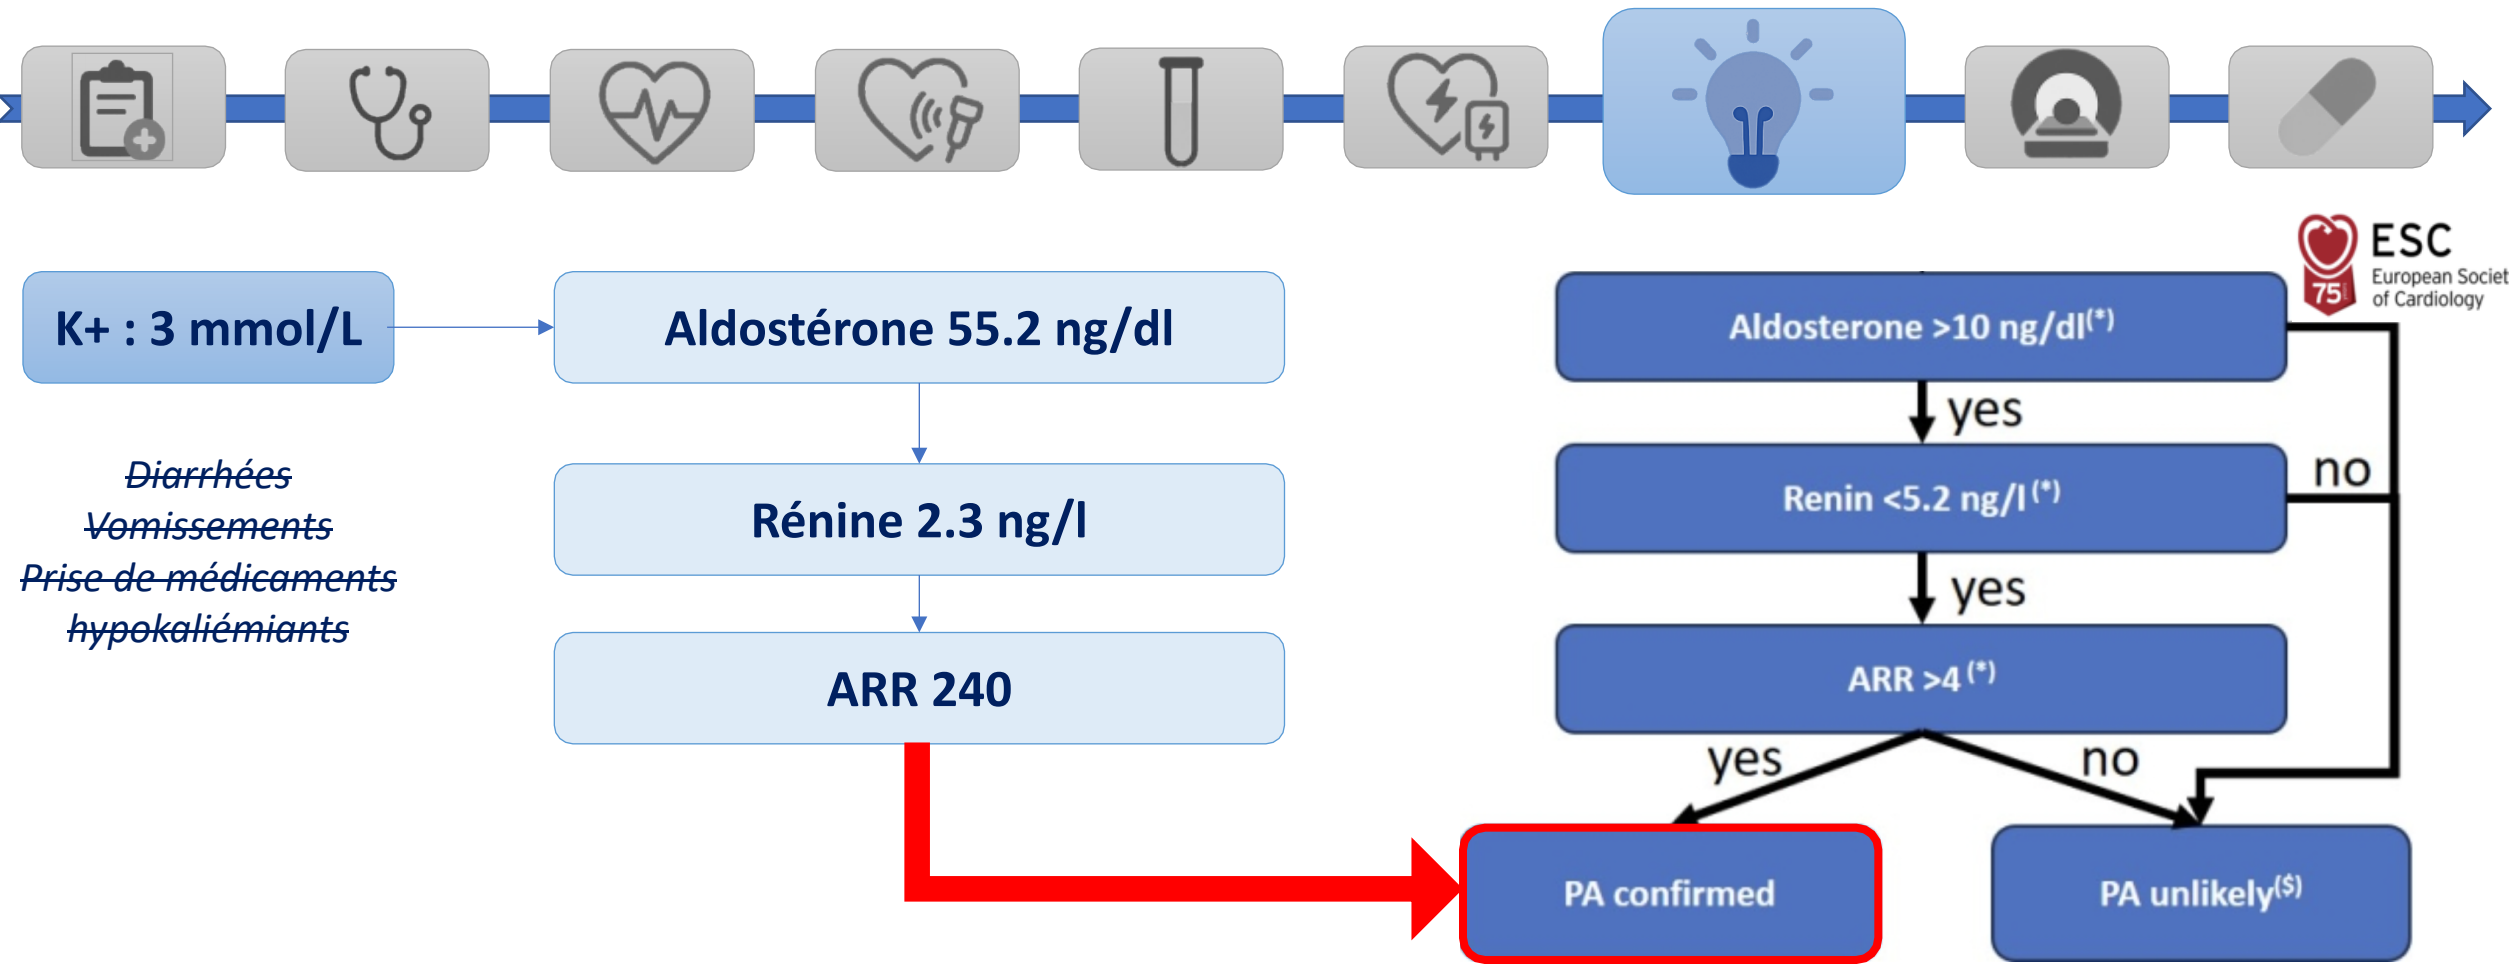 K+ : 3 mmol/L
Diarrhées
Vomissements
Prise de médicaments
hypokaliémiants
Aldostérone 55.2 ng/dl
Rénine 2.3 ng/l
ARR 240
ESC
European Societ
of Cardiology
75
Aldosterone >10 ng/dl(*)
yes
Renin <5.2 ng/l (*)
no
yes
ARR >4 (*)
yes
no
PA confirmed
PA unlikely($)